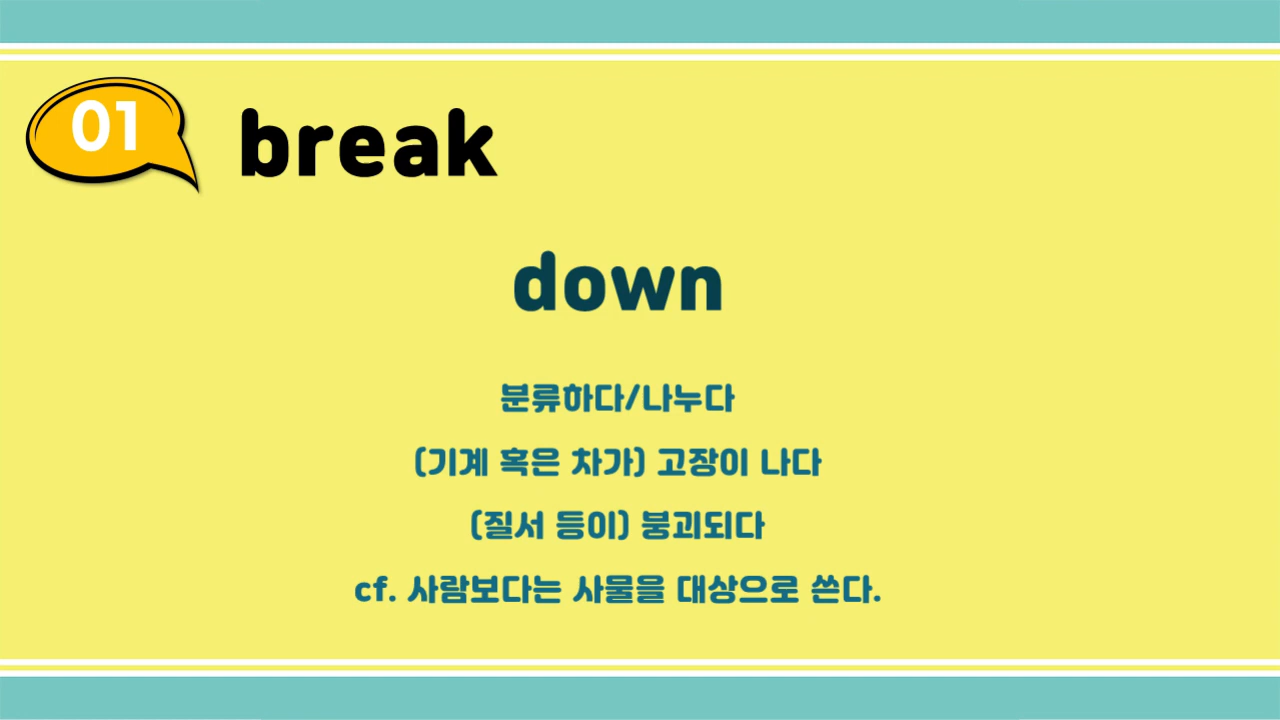 01
break
down
분류하다/나누다
(기계 혹은 차가) 고장이 나다
(질서 등이) 붕괴되다
cf. 사람보다는 사물을 대상으로 쓴다.